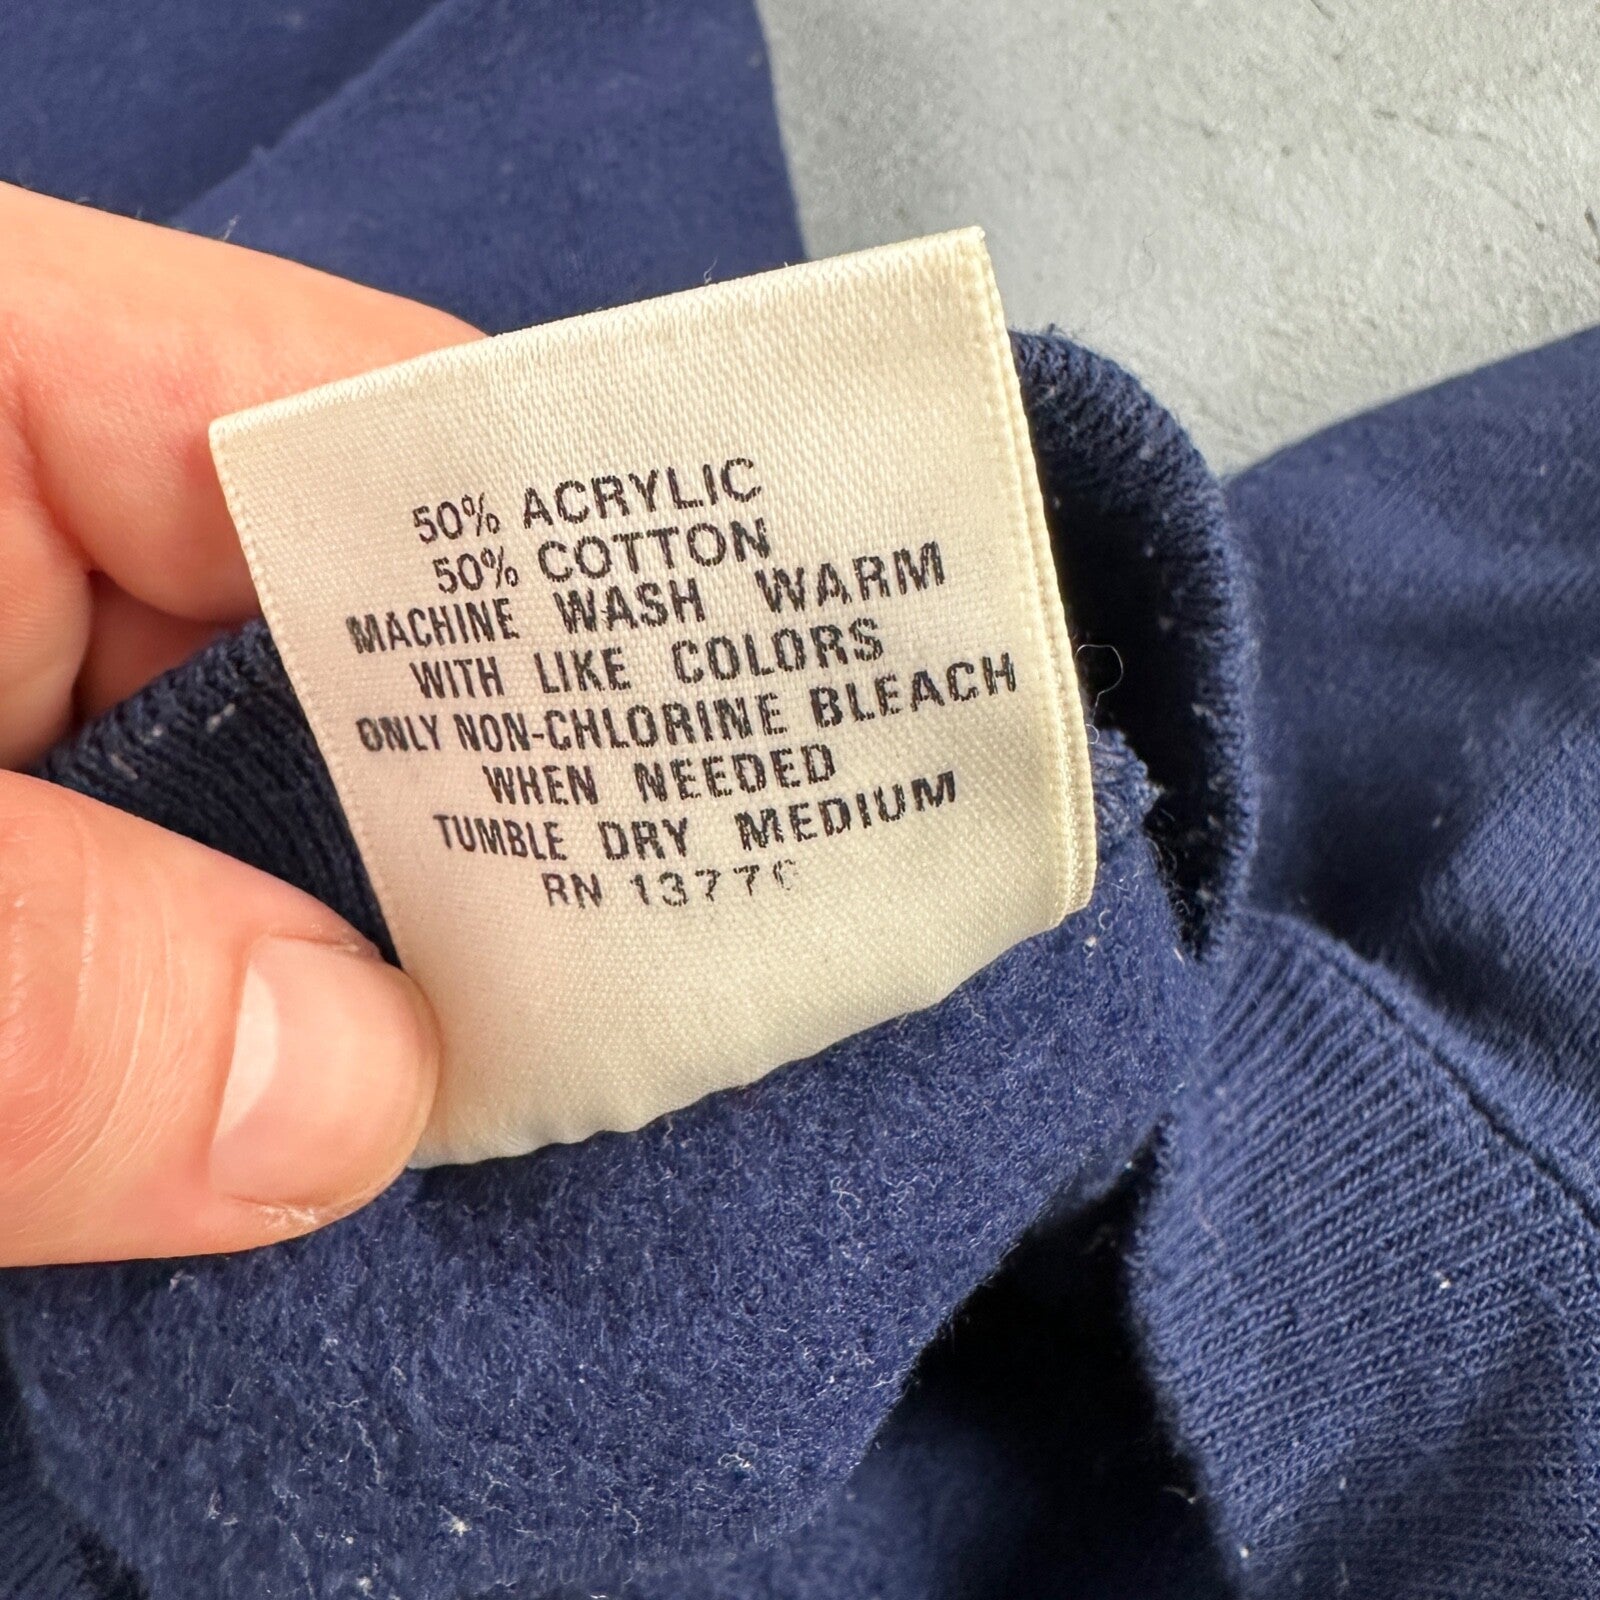 50% ACRYLIC
50% COTTON
MACHINE WASH WARM
WITH LIKE COLORS
ONLY NON-CHLORINE BLEACH
WHEN NEEDED
TUMBLE DRY MEDIUM
RN